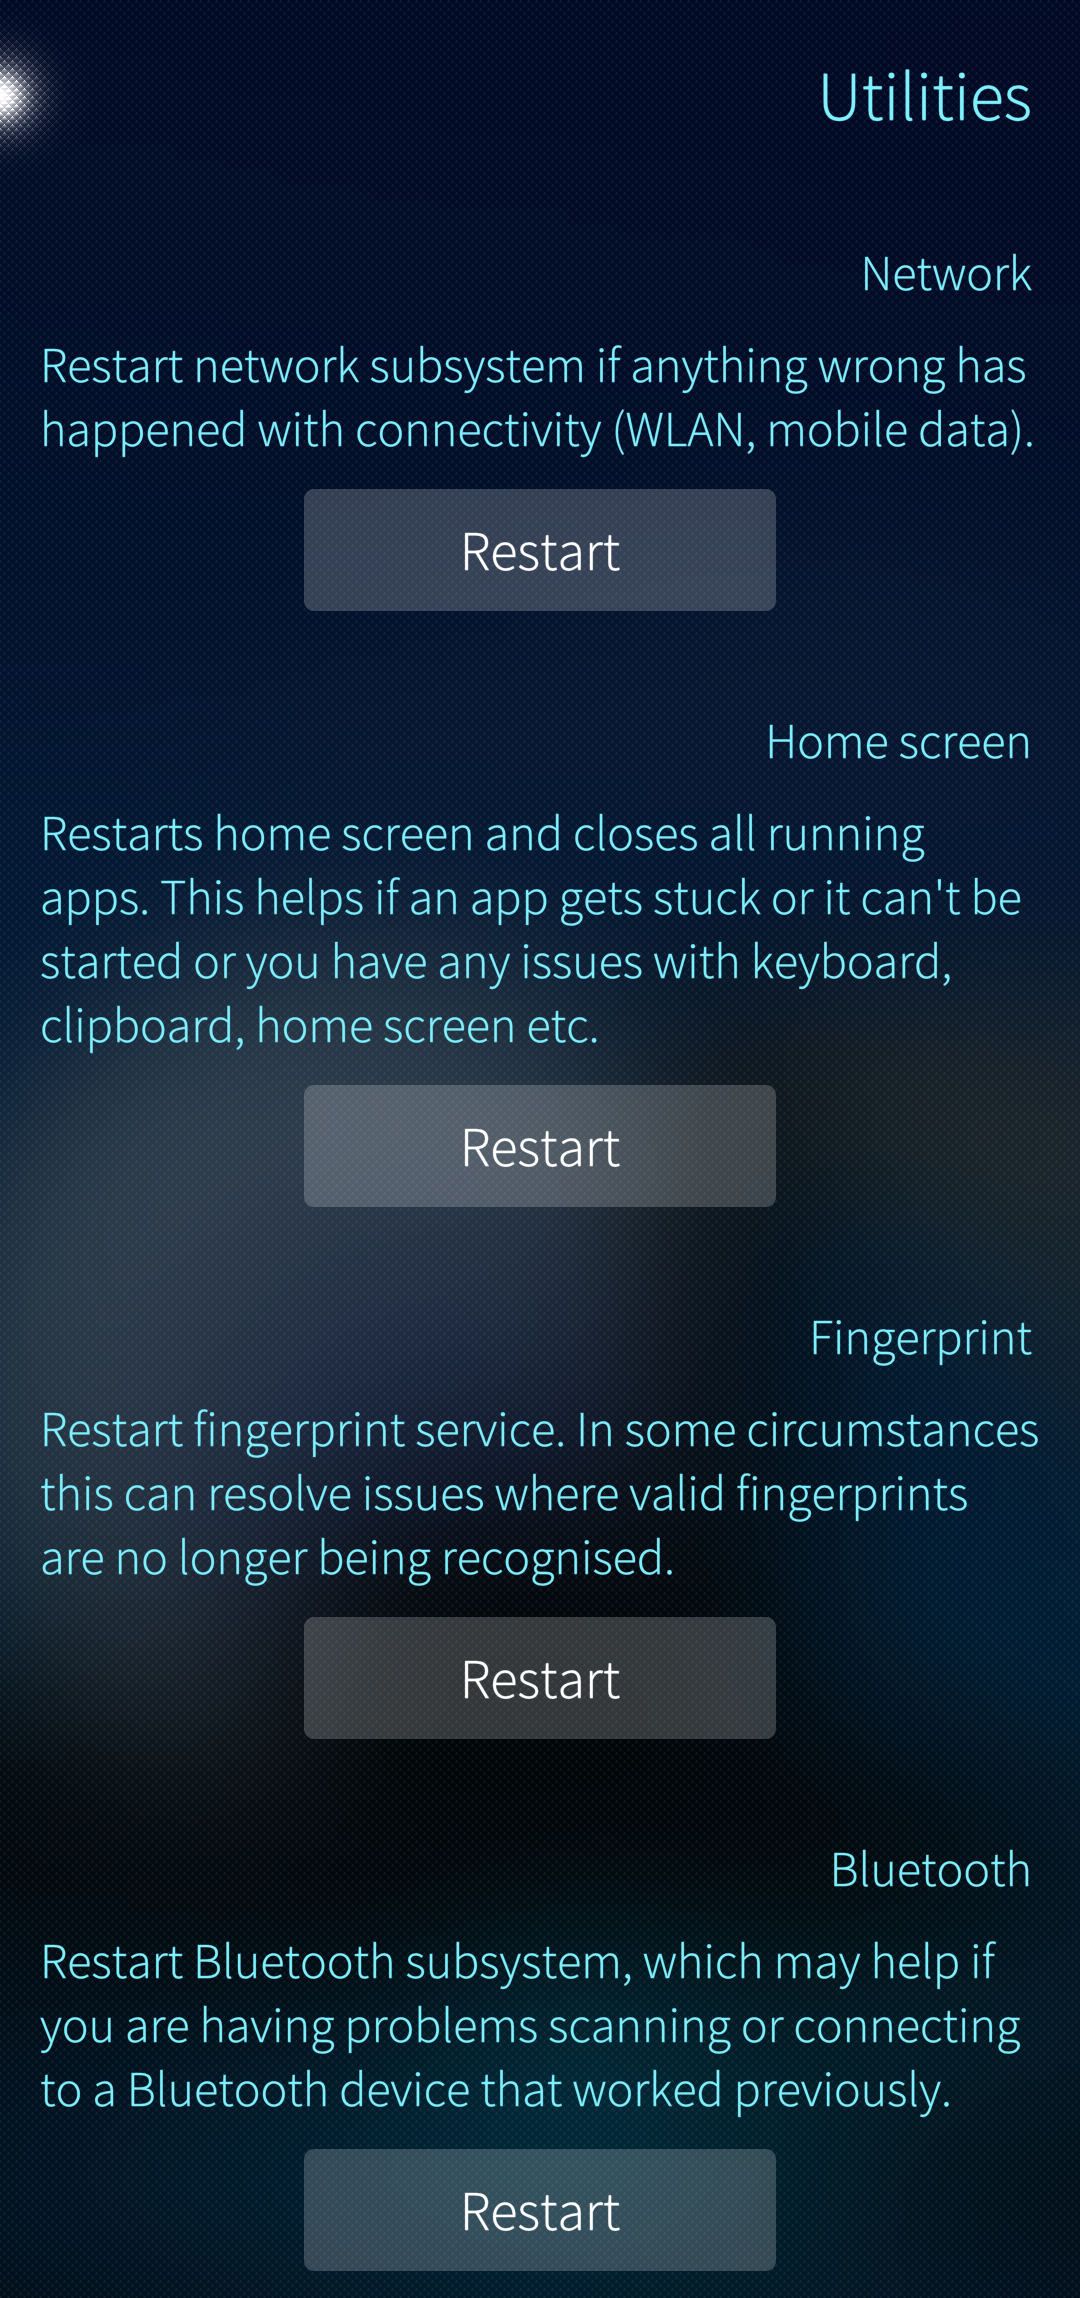 Utilities
Network
Restart network subsystem if anything wrong has
happened with connectivity (WLAN, mobile data).
Restart
Home screen
Restarts home screen and closes all running
apps. This helps if an app gets stuck or it can't be
started or you have any issues with keyboard,
clipboard, home screen etc.
Restart
Fingerprint
Restart fingerprint service. In some circumstances
this can resolve issues where valid fingerprints
are no longer being recognised.
Restart
Bluetooth
Restart Bluetooth subsystem, which may help if
you are having problems scanning or connecting
to a Bluetooth device that worked previously.
Restart